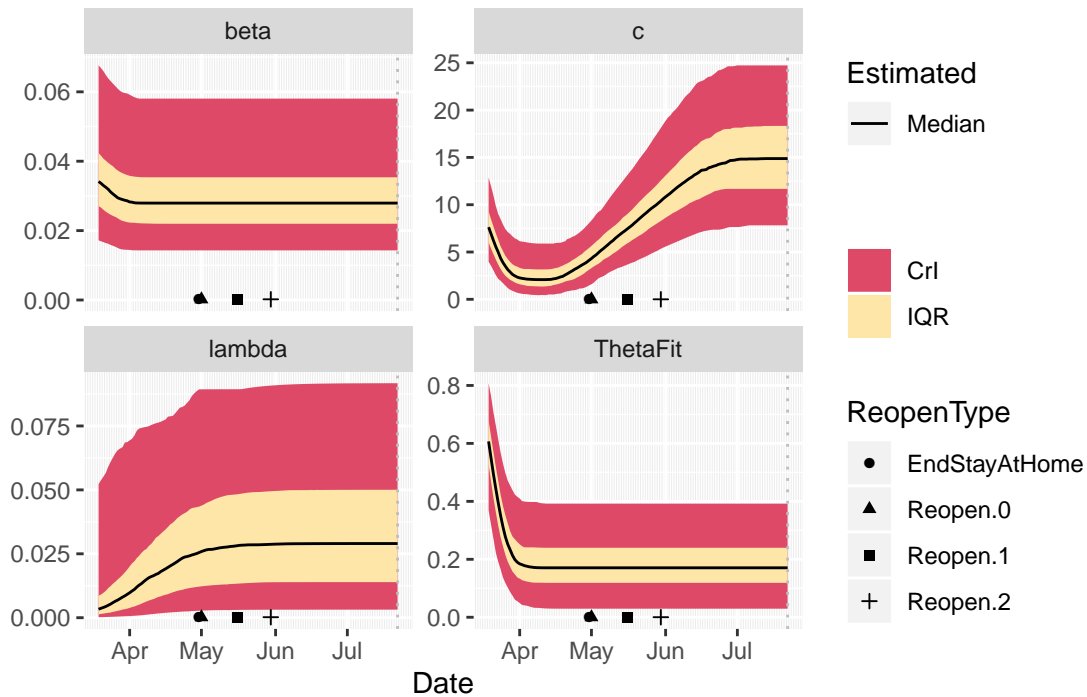 beta
c
0.06
0.04
0.02
0.00
25
20
15
10
5
0
lambda
ThetaFit
0.075
0.050
0.025
0.000
0.8
0.6
0.4
0.2
0.0
Apr May Jun Jul
Apr May Jun Jul
Date
Estimated
Median
CrI
IQR
ReopenType
EndStayAtHome
Reopen.0
Reopen.1
Reopen.2